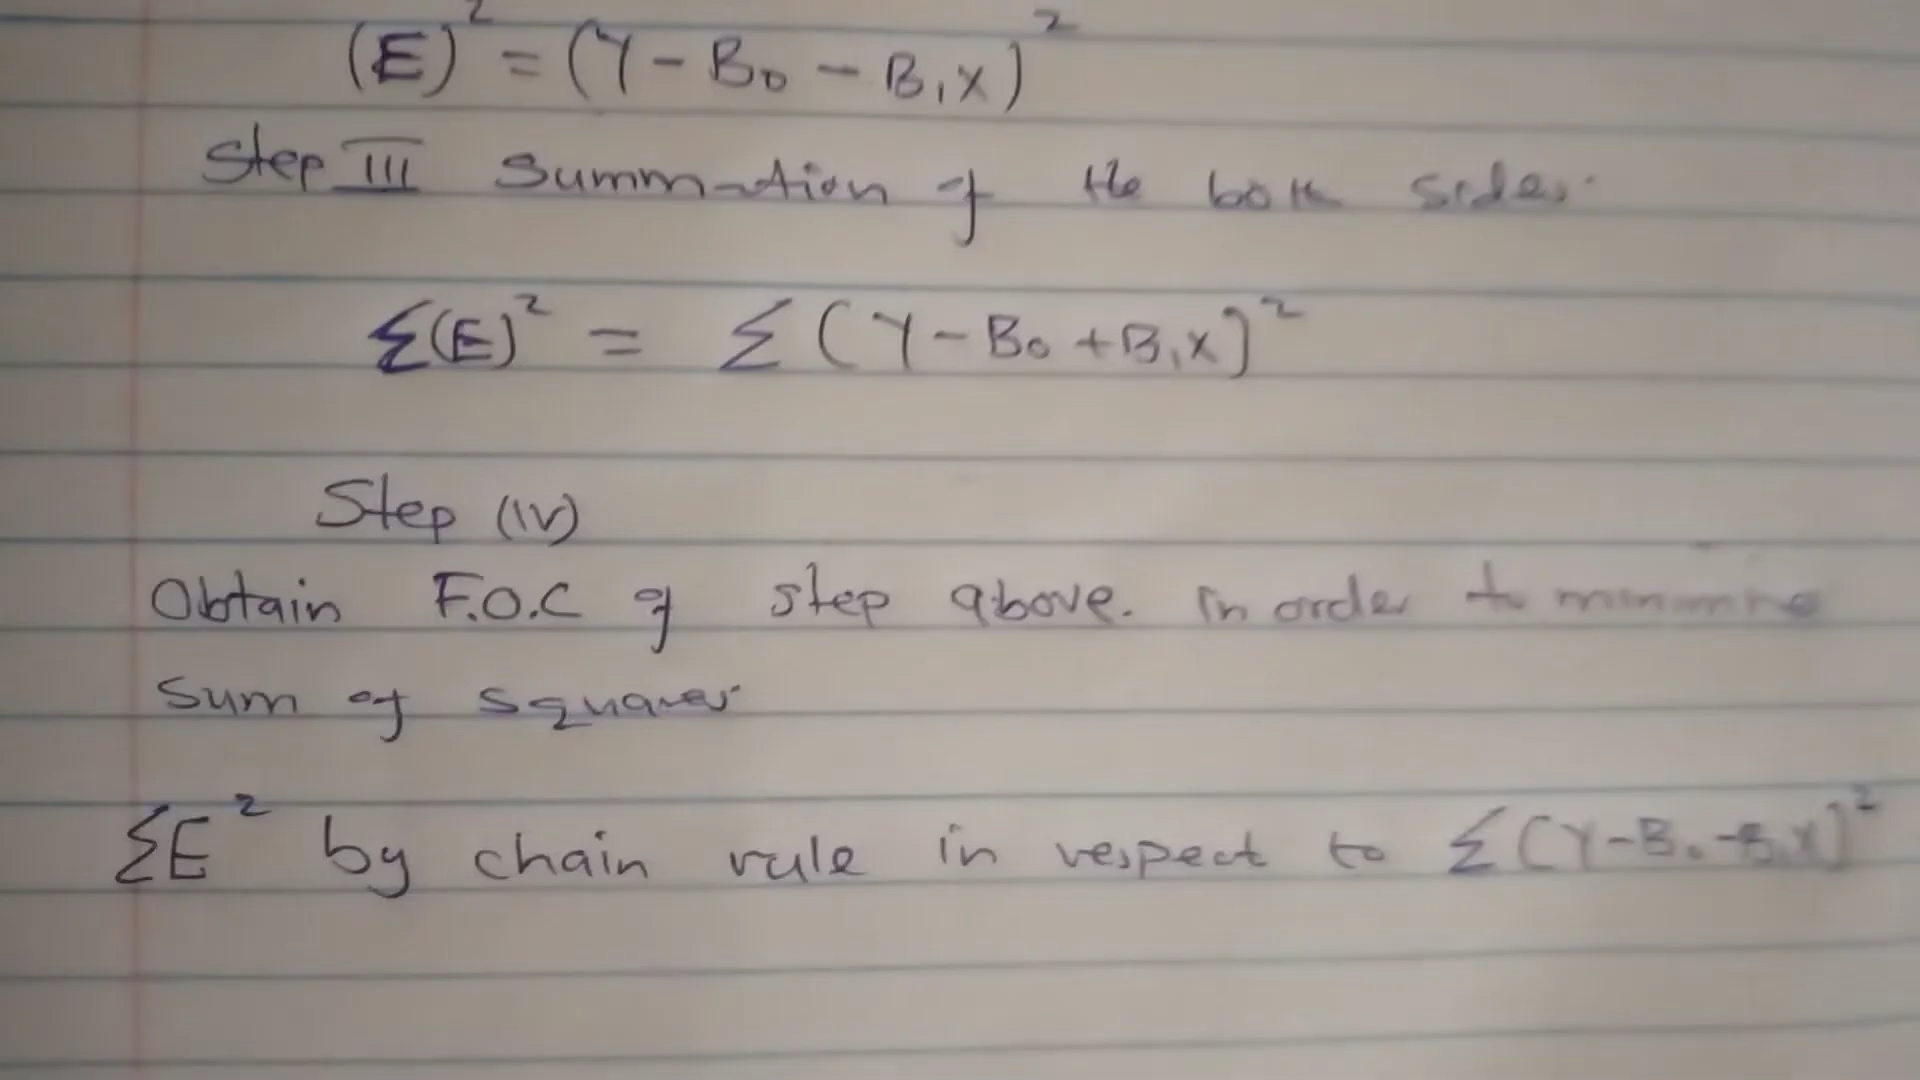 (E)² = (Y - B₀ - B₁X)²
Step III Summation of the both sides.
Σ(E)² = Σ(Y - B₀ + B₁X)²
Step (IV)
Obtain F.O.C of step above. in order to minimize
Sum of squares
ΣE² by chain rule in respect to Σ(Y-B₀-B₁X)²